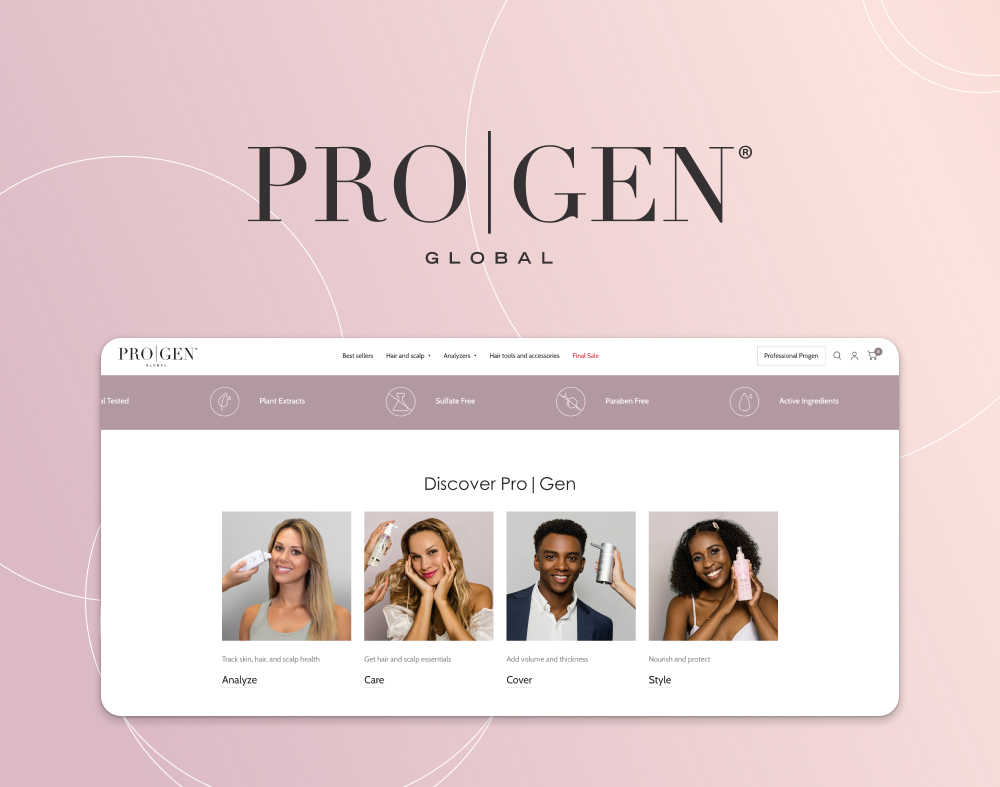 PRO|GEN®
GLOBAL
PRO|GEN®
GLOBAL
Best sellers Hair and scalp Analyzers Hair tools and accessories Final Sale Professional Progen 0
al Tested Plant Extracts Sulfate Free Paraben Free Active Ingredients
Discover Pro|Gen
Track skin, hair, and scalp health Get hair and scalp essentials Add volume and thickness Nourish and protect
Analyze Care Cover Style